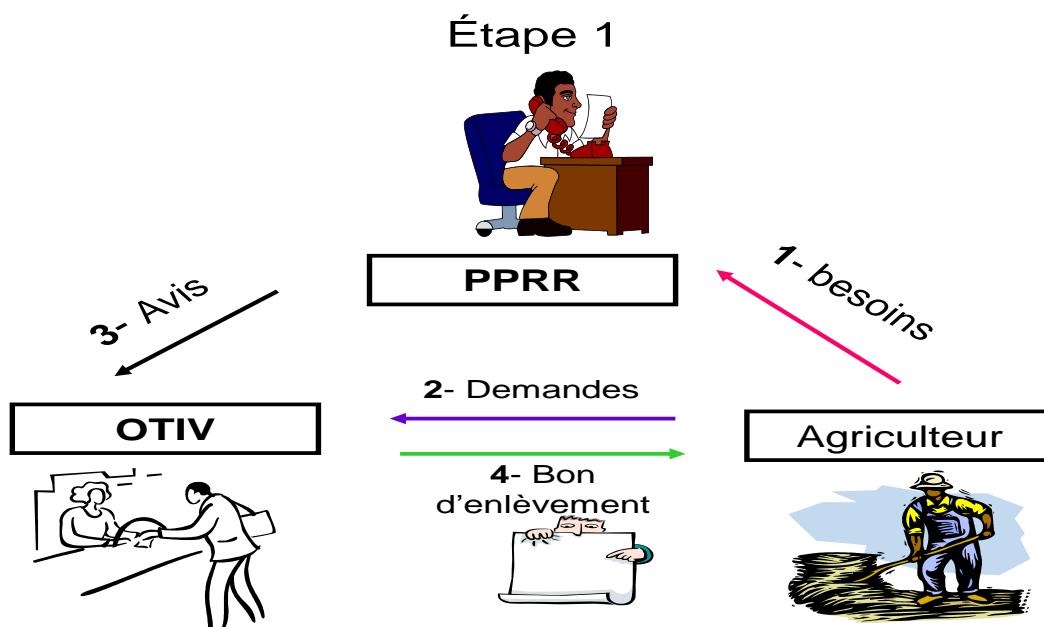 Étape 1
PPRR
1- besoins
3- Avis
2- Demandes
OTIV
Agriculteur
4- Bon
d'enlèvement